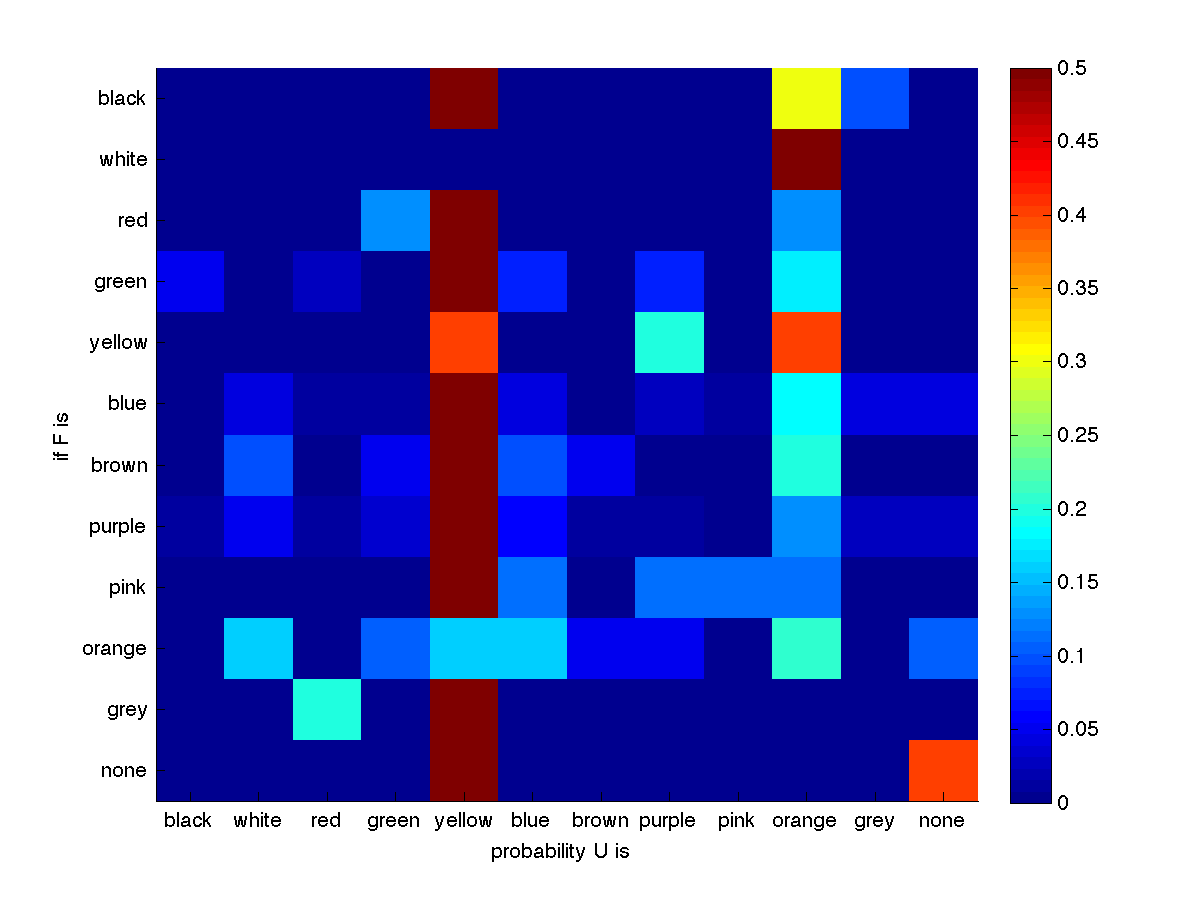 if F is
black
white
red
green
yellow
blue
brown
purple
pink
orange
grey
none
black white red green yellow blue brown purple pink orange grey none
probability U is
0.5
0.45
0.4
0.35
0.3
0.25
0.2
0.15
0.1
0.05
0